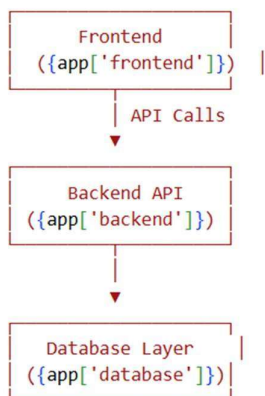 Frontend
({app['frontend']})
API Calls
Backend API
({app['backend']})
Database Layer
({app['database']})